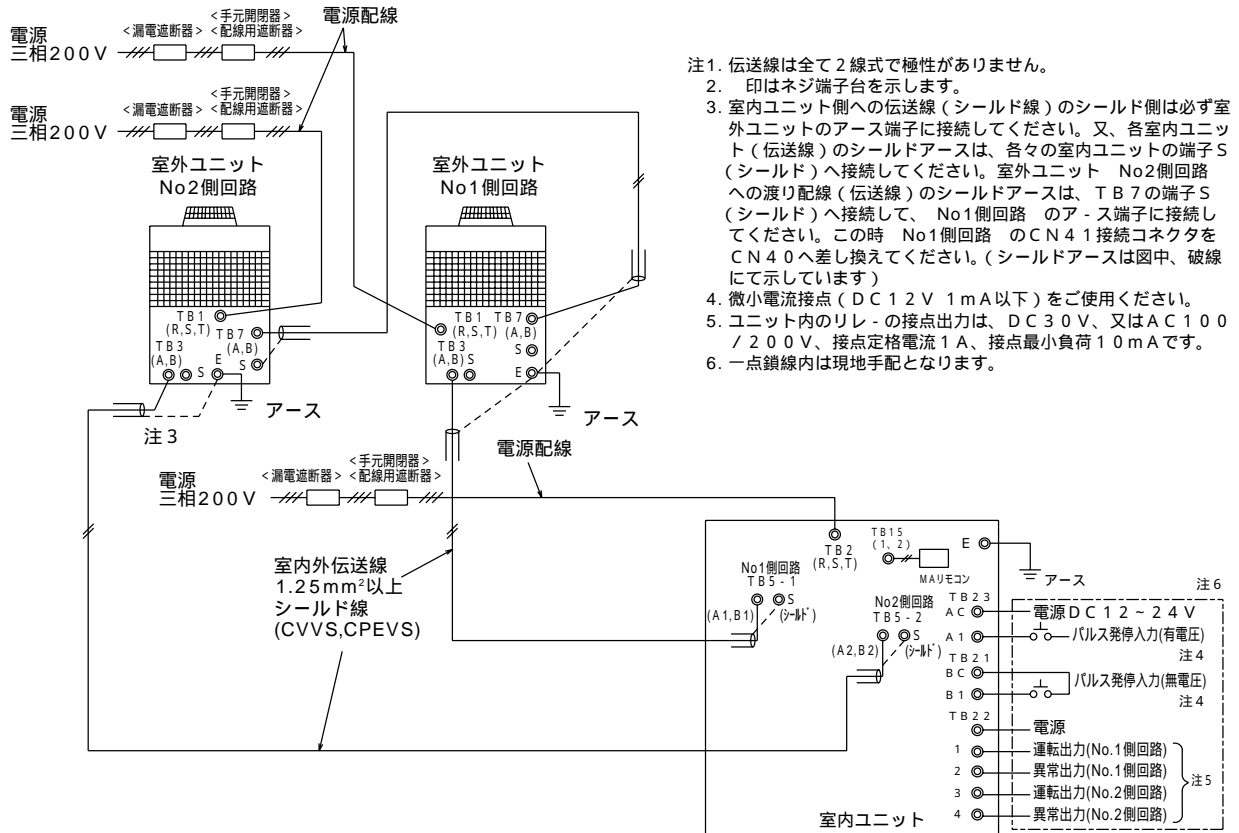 電源
三相200V
<漏電遮断器>
<手元開閉器>
<配線用遮断器>
電源配線
電源
三相200V
<漏電遮断器>
<手元開閉器>
<配線用遮断器>
室外ユニット
No2側回路
室外ユニット
No1側回路
TB1
(R,S,T)
TB7
(A,B)
TB3
(A,B)
S
E
S
アース
注3
TB1
(R,S,T)
TB7
(A,B)
TB3
(A,B)
S
S
E
アース
注1. 伝送線は全て2線式で極性がありません。
2. 印はネジ端子台を示します。
3. 室内ユニット側への伝送線(シールド線)のシールド側は必ず室
外ユニットのアース端子に接続してください。又、各室内ユニッ
ト(伝送線)のシールドアースは、各々の室内ユニットの端子S
(シールド)へ接続してください。室外ユニット No2側回路
への渡り配線(伝送線)のシールドアースは、TB7の端子S
(シールド)へ接続して、 No1側回路 のア-ス端子に接続し
てください。この時 No1側回路 のCN41接続コネクタを
CN40へ差し換えてください。(シールドアースは図中、破線
にて示しています)
4. 微小電流接点(DC12V 1mA以下)をご使用ください。
5. ユニット内のリレ-の接点出力は、DC30V、又はAC100
/200V、接点定格電流1A、接点最小負荷10mAです。
6. 一点鎖線内は現地手配となります。
電源
三相200V
<漏電遮断器>
<手元開閉器>
<配線用遮断器>
電源配線
室内外伝送線
1.25mm²以上
シールド線
(CVVS,CPEVS)
TB2
(R,S,T)
TB15
(1、2)
MAリモコン
E
アース
No1側回路
TB5-1
S
(A1,B1)
(シールド)
No2側回路
TB5-2
S
(A2,B2)
(シールド)
注6
TB23
AC
電源DC12~24V
A1
パルス発停入力(有電圧)
注4
TB21
BC
パルス発停入力(無電圧)
B1
注4
TB22
電源
1
運転出力(No.1側回路)
2
異常出力(No.1側回路)
注5
3
運転出力(No.2側回路)
4
異常出力(No.2側回路)
室内ユニット